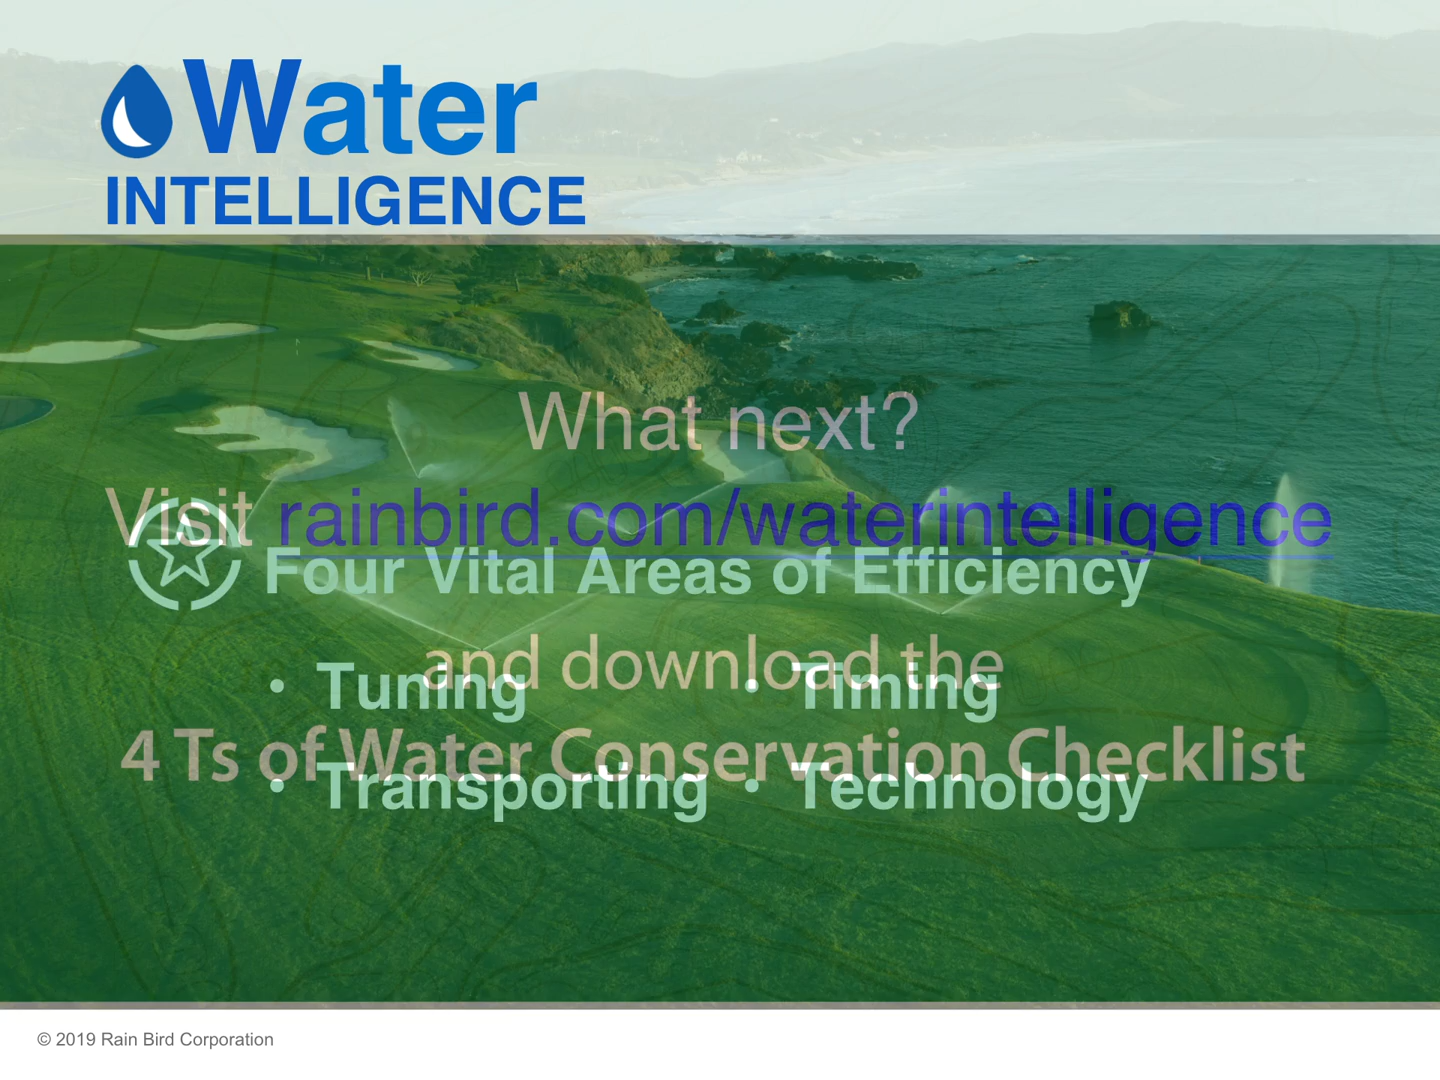 Water
INTELLIGENCE
What next?
Visit rainbird.com/waterintelligence
Four Vital Areas of Efficiency
and download the
• Tuning • Timing
4 Ts of Water Conservation Checklist
• Transporting • Technology
© 2019 Rain Bird Corporation